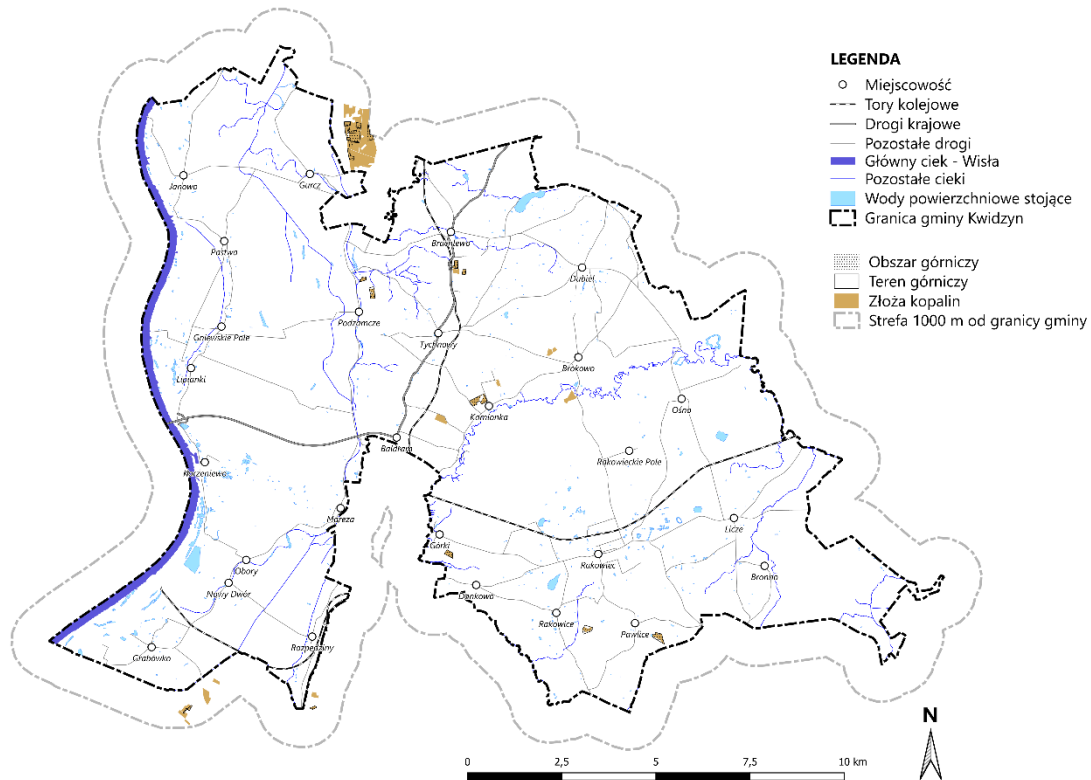 LEGENDA
Miejscowość
Tory kolejowe
Drogi krajowe
Pozostałe drogi
Główny ciek - Wisła
Pozostałe cieki
Wody powierzchniowe stojące
Granica gminy Kwidzyn
Obszar górniczy
Teren górniczy
Złoża kopalin
Strefa 1000 m od granicy gminy
Janowo
Gurcz
Pastwa
Brachlewo
Dubiel
Podzamcze
Gniewskie Pole
Tychnowy
Lipianki
Brokowo
Kamionka
Ośno
Baldram
Rakowieckie Pole
Korzeniewo
Mareza
Licze
Górki
Rakowiec
Obory
Bronno
Nowy Dwór
Dankowo
Rakowice
Pawlice
Rozpędziny
Grabówko
N
0 2,5 5 7,5 10 km